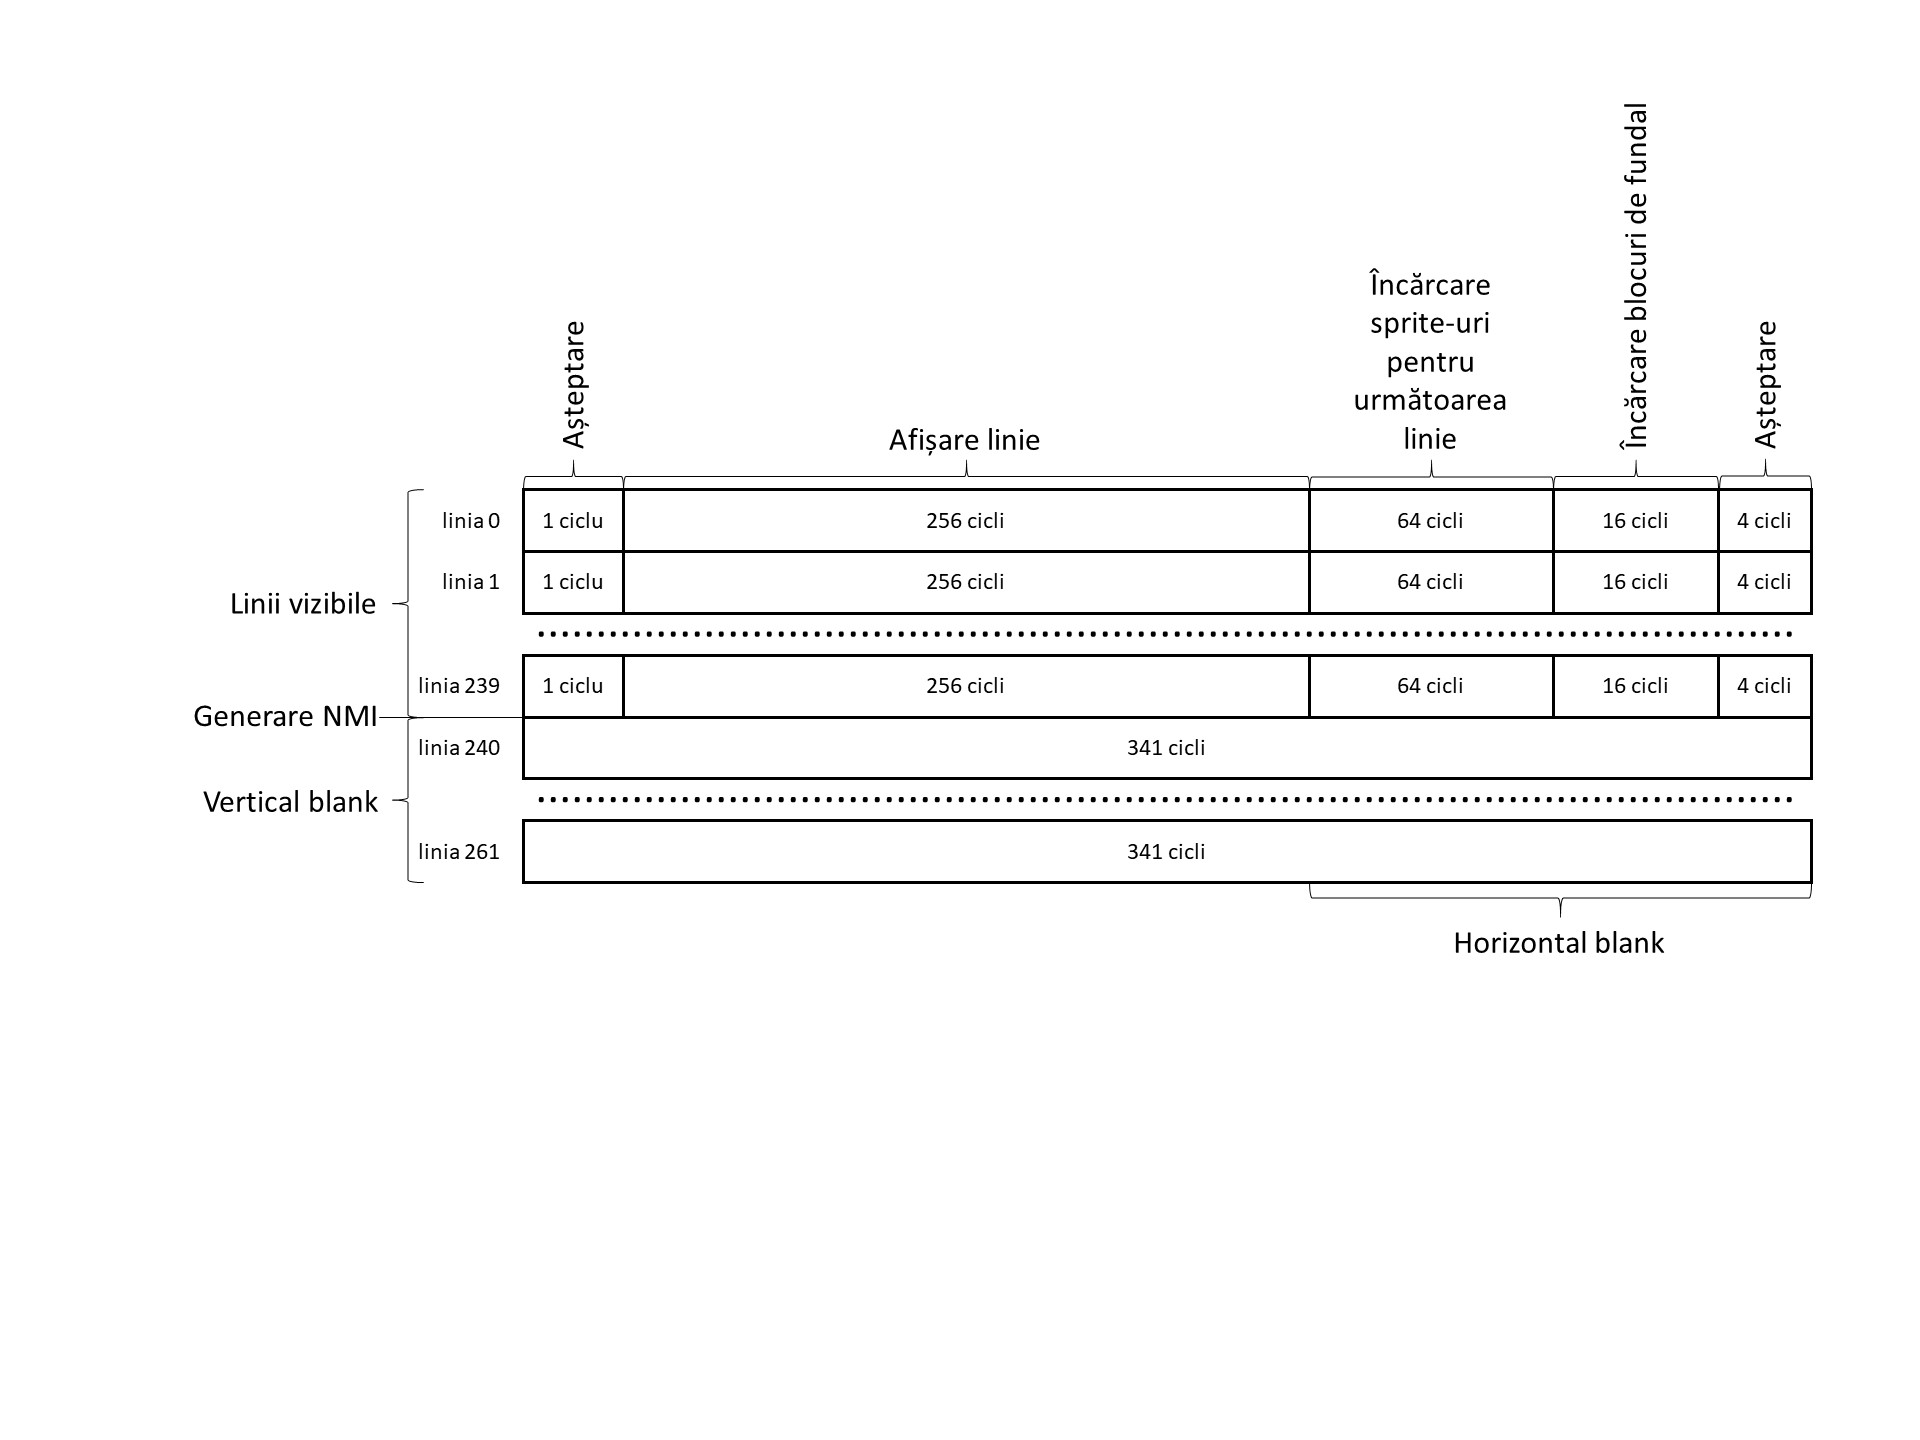 Așteptare
Afișare linie
Încărcare
sprite-uri
pentru
următoarea
linie
Încărcare blocuri de fundal
Așteptare
linia 0
1 ciclu
256 cicli
64 cicli
16 cicli
4 cicli
linia 1
1 ciclu
256 cicli
64 cicli
16 cicli
4 cicli
Linii vizibile
linia 239
1 ciclu
256 cicli
64 cicli
16 cicli
4 cicli
Generare NMI
linia 240
341 cicli
Vertical blank
linia 261
341 cicli
Horizontal blank